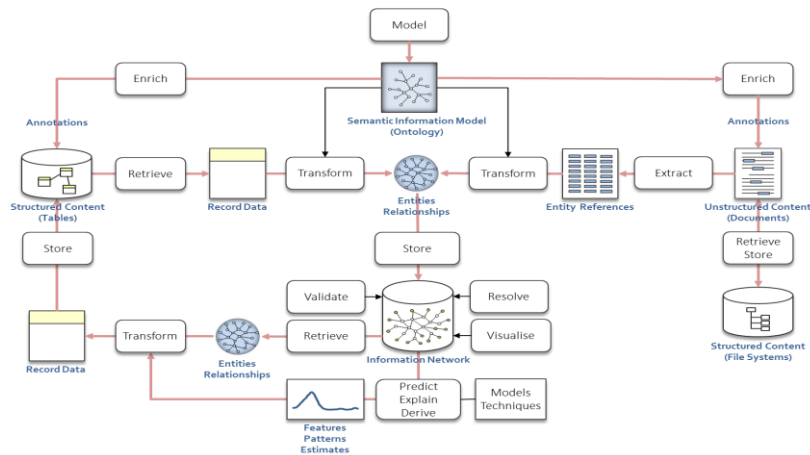 Model
Enrich
Enrich
Annotations
Semantic Information Model
(Ontology)
Annotations
Retrieve
Transform
Transform
Extract
Structured Content
(Tables)
Record Data
Entities
Relationships
Entity References
Unstructured Content
(Documents)
Store
Store
Retrieve
Store
Validate
Resolve
Transform
Retrieve
Visualise
Record Data
Entities
Relationships
Information Network
Structured Content
(File Systems)
Predict
Explain
Derive
Models
Techniques
Features
Patterns
Estimates